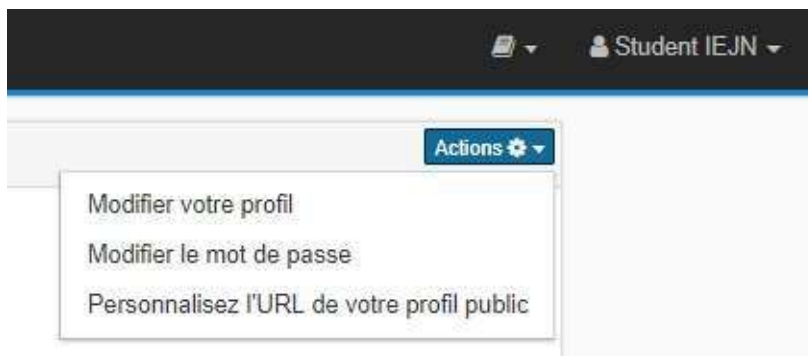 Student IEJN
Actions
Modifier votre profil
Modifier le mot de passe
Personnalisez l'URL de votre profil public